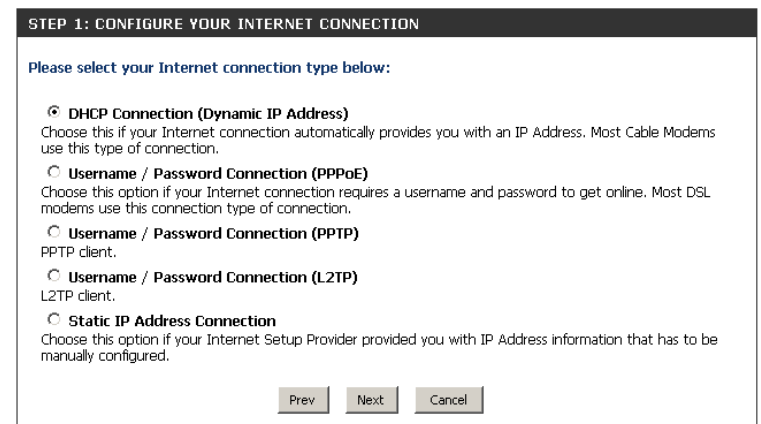 STEP 1: CONFIGURE YOUR INTERNET CONNECTION
Please select your Internet connection type below:
DHCP Connection (Dynamic IP Address)
Choose this if your Internet connection automatically provides you with an IP Address. Most Cable Modems
use this type of connection.
Username / Password Connection (PPPoE)
Choose this option if your Internet connection requires a username and password to get online. Most DSL
modems use this connection type of connection.
Username / Password Connection (PPTP)
PPTP client.
Username / Password Connection (L2TP)
L2TP client.
Static IP Address Connection
Choose this option if your Internet Setup Provider provided you with IP Address information that has to be
manually configured.
Prev Next Cancel